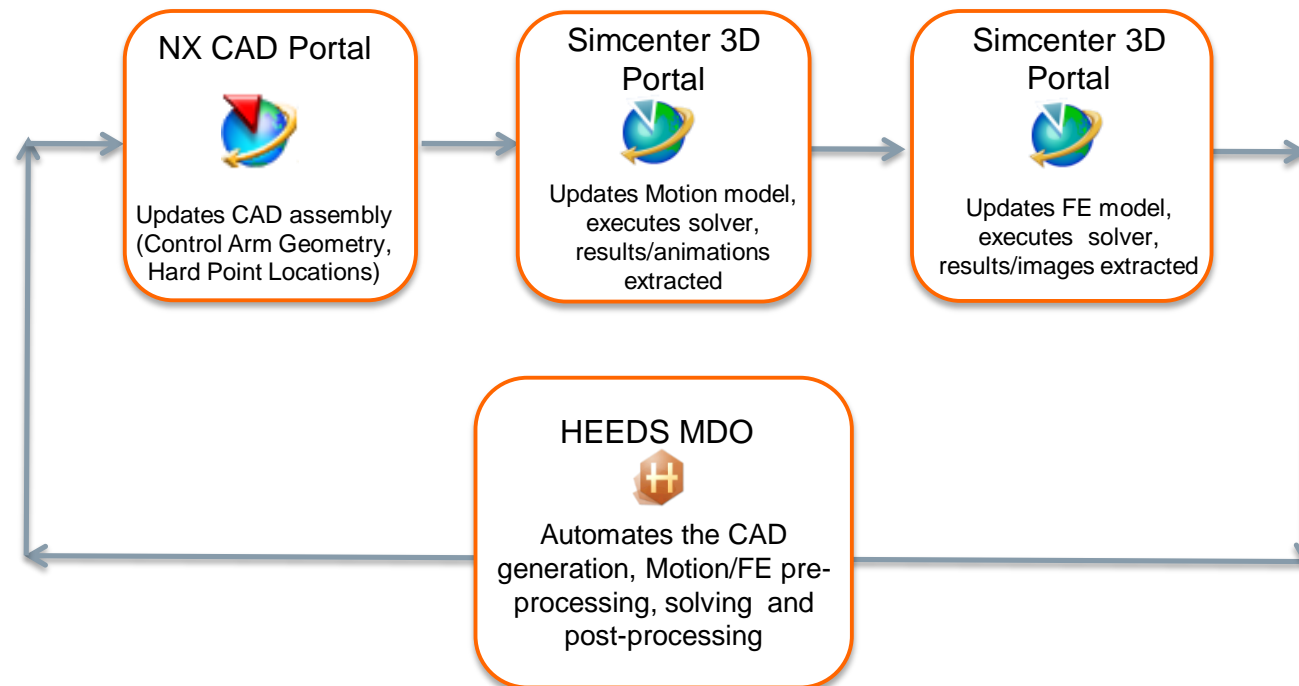 NX CAD Portal
Updates CAD assembly
(Control Arm Geometry,
Hard Point Locations)
Simcenter 3D
Portal
Updates Motion model,
executes solver,
results/animations
extracted
Simcenter 3D
Portal
Updates FE model,
executes solver,
results/images extracted
HEEDS MDO
H
Automates the CAD
generation, Motion/FE pre-
processing, solving and
post-processing